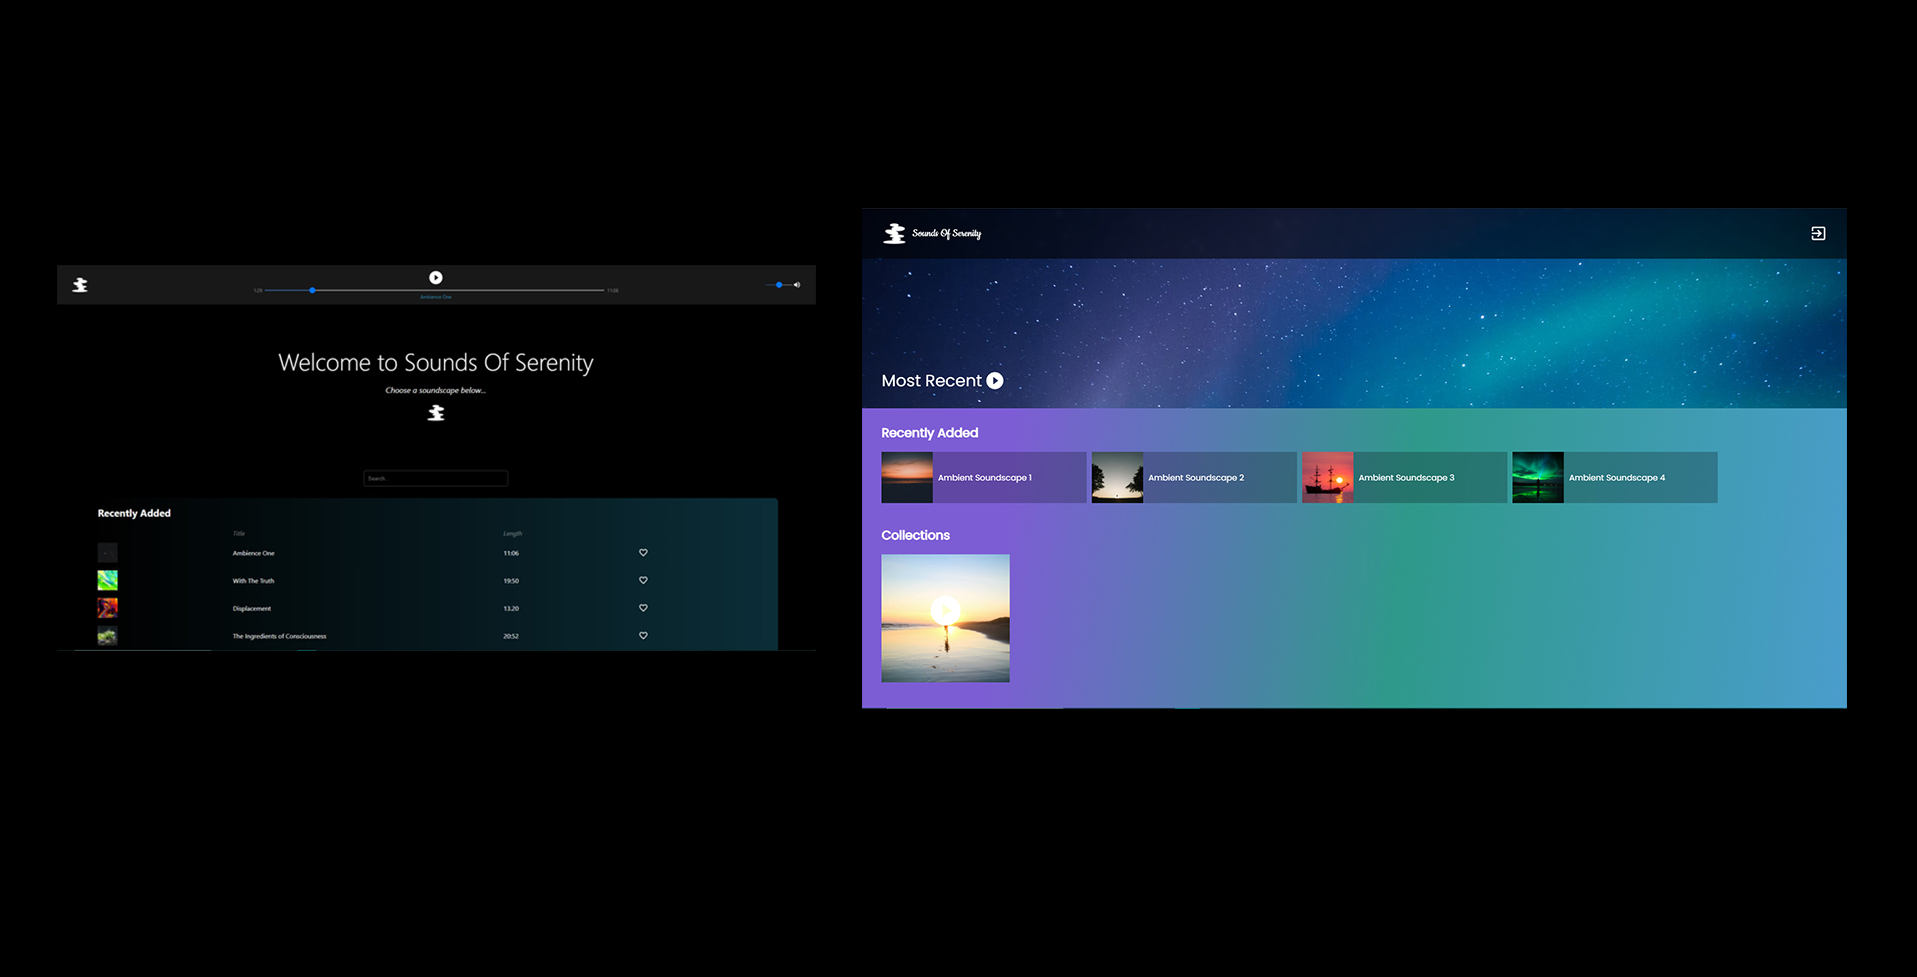 1:28
11:06
Ambience One
Welcome to Sounds Of Serenity
Choose a soundscape below...
Search...
Recently Added
Title Length
Ambience One 11:06
With The Truth 19:50
Displacement 13.20
The Ingredients of Consciousness 20:52
Sounds Of Serenity
Most Recent
Recently Added
Ambient Soundscape 1
Ambient Soundscape 2
Ambient Soundscape 3
Ambient Soundscape 4
Collections